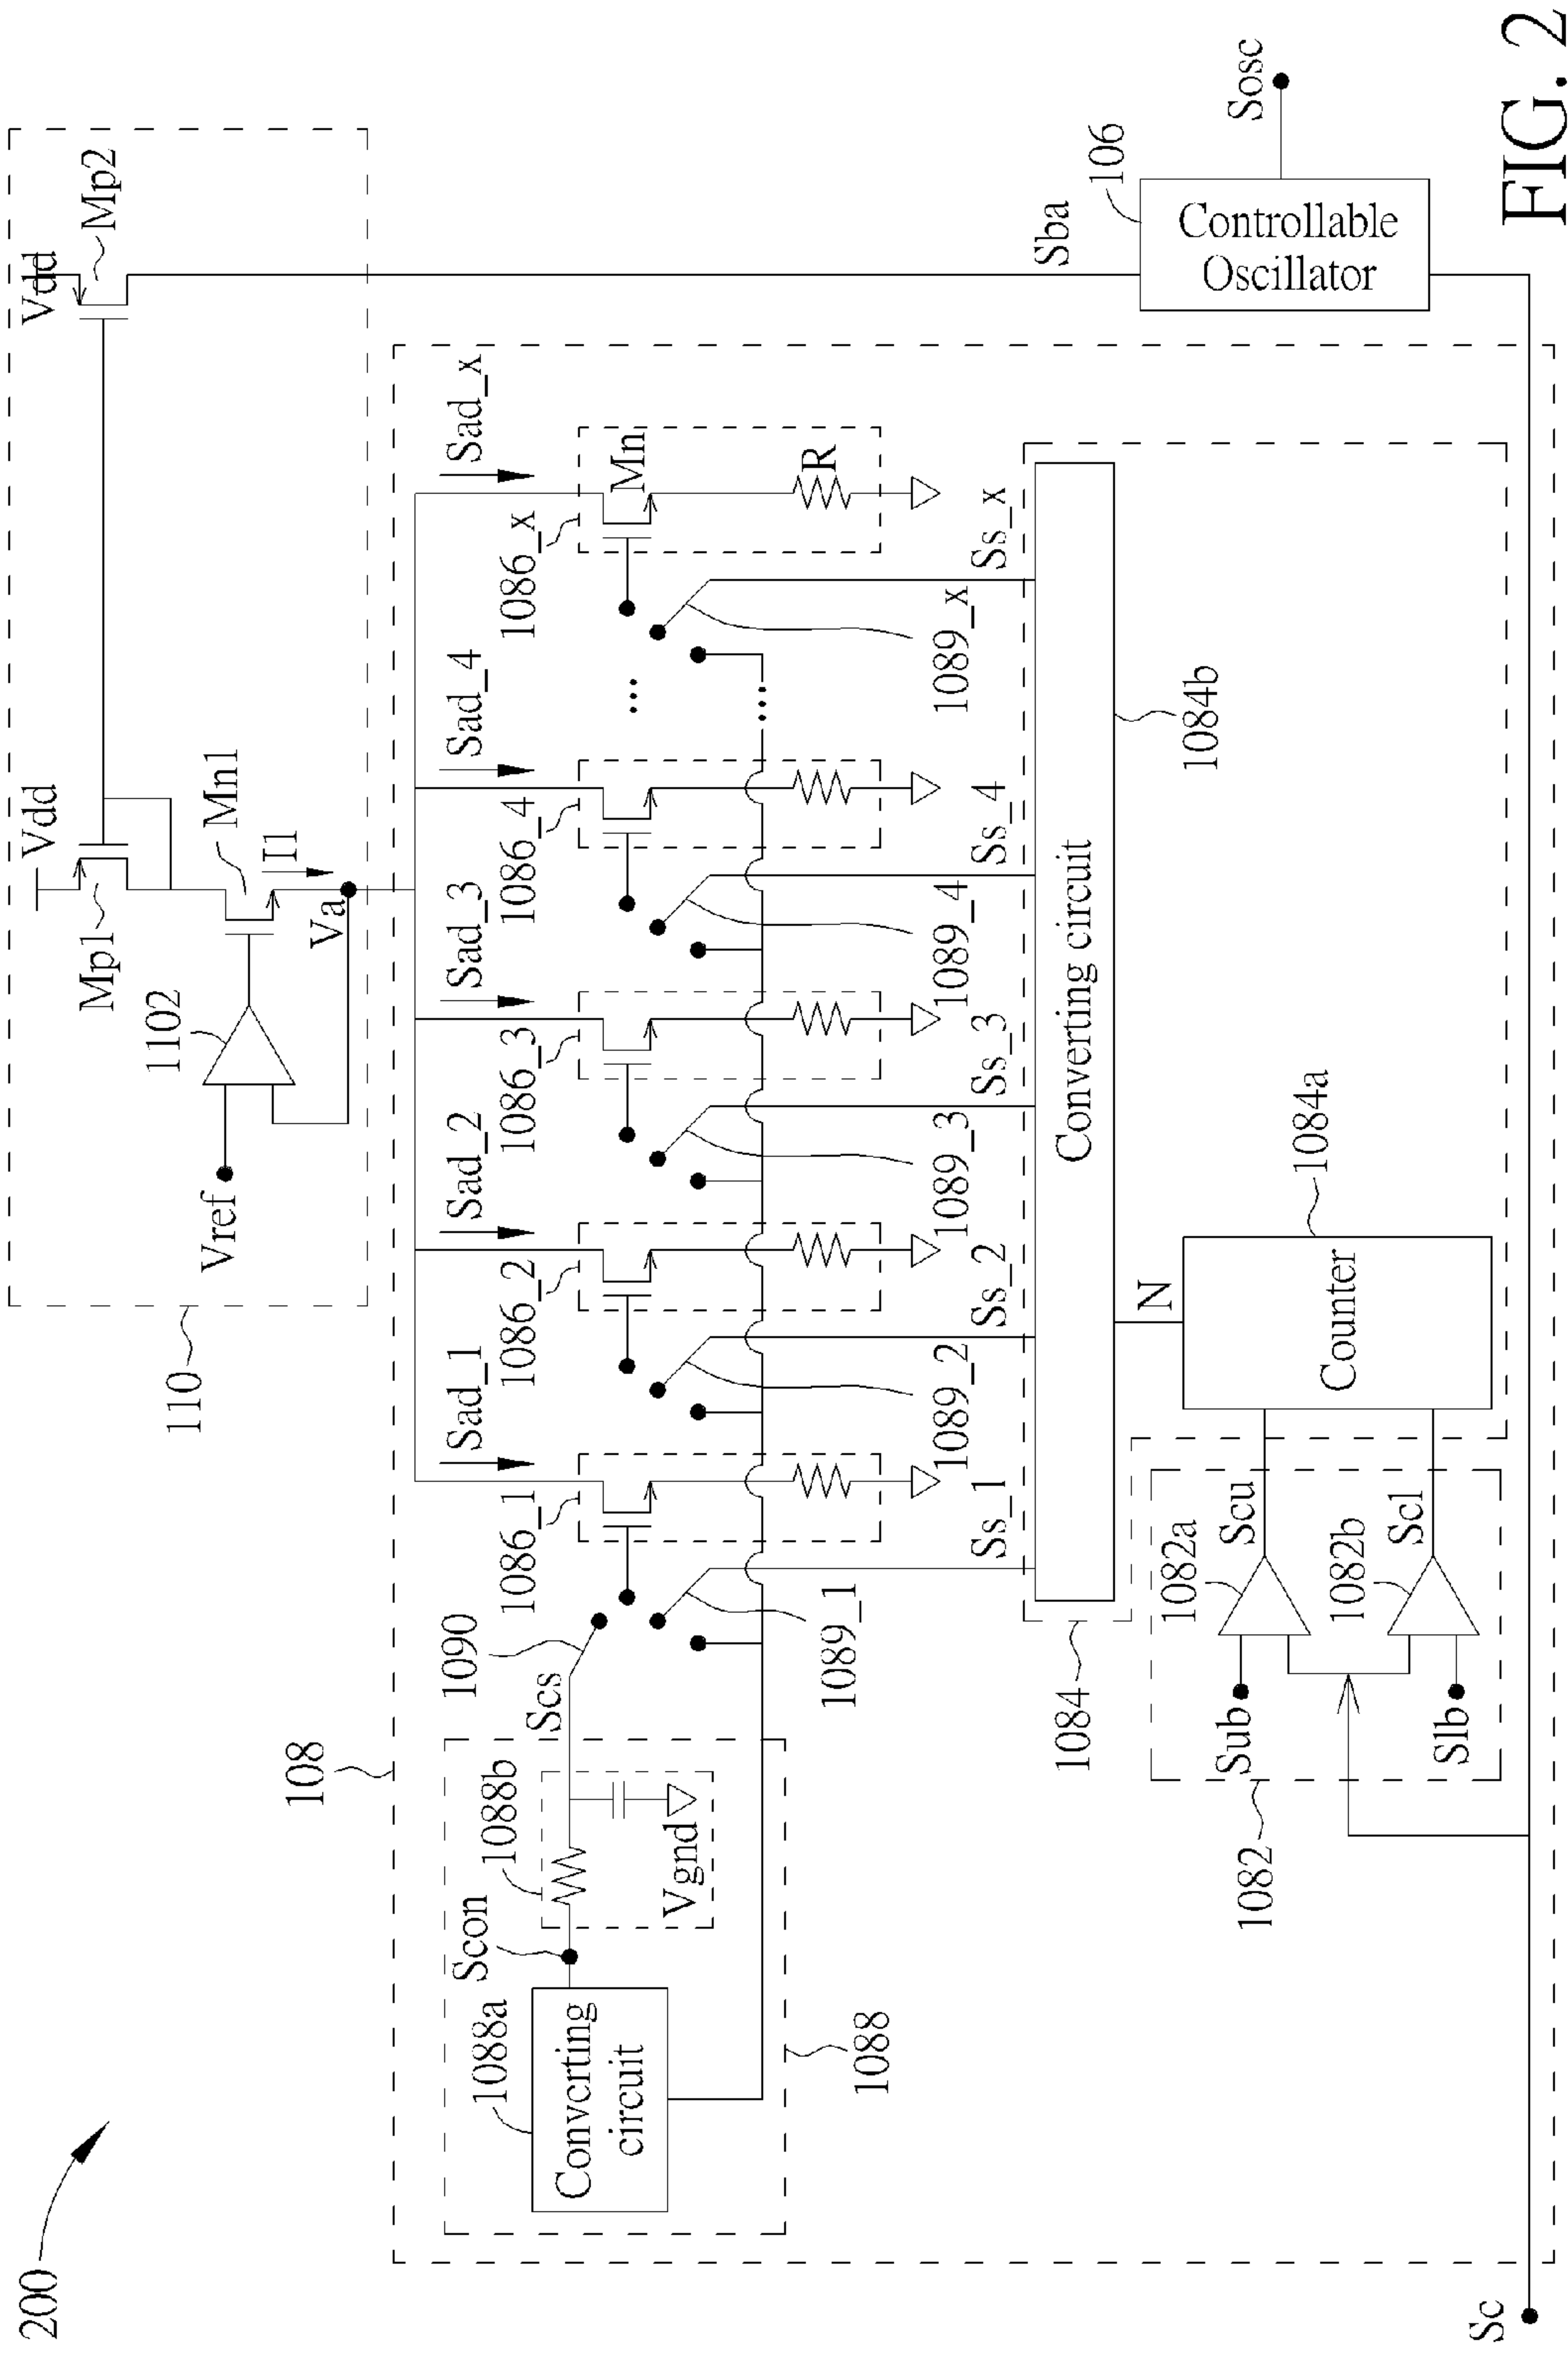 200
110
Vdd
Vdd
Mp1
Mp2
1102
Mn1
Vref
I1
Va
108
Sad_1
Sad_2
Sad_3
Sad_4
Sad_x
1088a
Scon
1088b
Scs
1090
1086_1
1086_2
1086_3
1086_4
1086_x
Converting
circuit
Vgnd
Mn
...
R
....
1088
1089_1
1089_2
1089_3
1089_4
1089_x
Ss_1
Ss_2
Ss_3
Ss_4
Ss_x
Sba
106
Converting circuit
1084
N
1084b
Controllable
Oscillator
Sosc
1082a
Scu
Sub
1082
1082b
Scl
Slb
Counter
1084a
Sc
FIG. 2